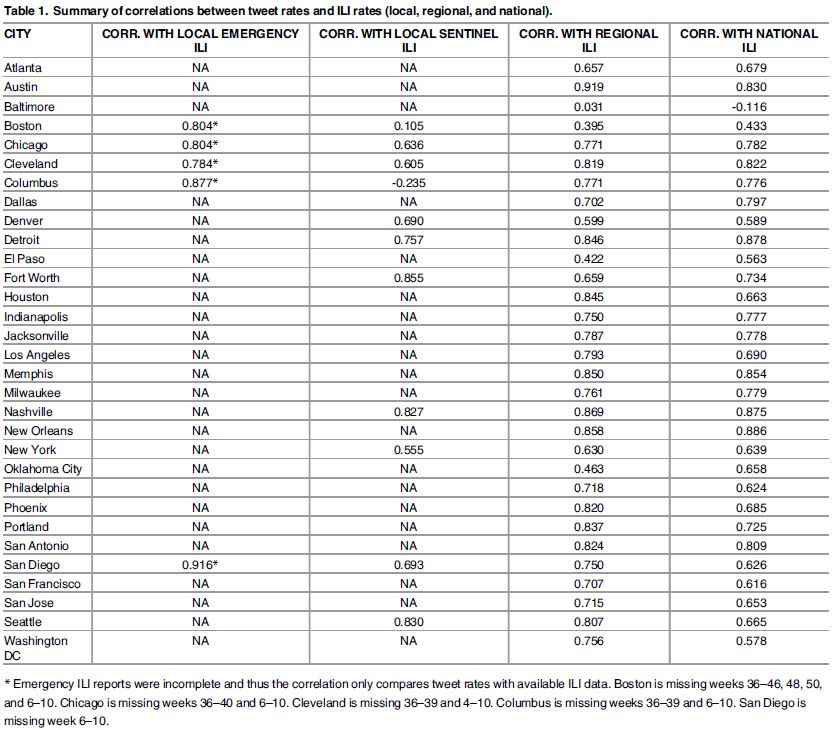 Table 1. Summary of correlations between tweet rates and ILI rates (local, regional, and national).
CITY CORR. WITH LOCAL EMERGENCY ILI CORR. WITH LOCAL SENTINEL ILI CORR. WITH REGIONAL ILI CORR. WITH NATIONAL ILI
Atlanta NA NA 0.657 0.679
Austin NA NA 0.919 0.830
Baltimore NA NA 0.031 -0.116
Boston 0.804* 0.105 0.395 0.433
Chicago 0.804* 0.636 0.771 0.782
Cleveland 0.784* 0.605 0.819 0.822
Columbus 0.877* -0.235 0.771 0.776
Dallas NA NA 0.702 0.797
Denver NA 0.690 0.599 0.589
Detroit NA 0.757 0.846 0.878
El Paso NA NA 0.422 0.563
Fort Worth NA 0.855 0.659 0.734
Houston NA NA 0.845 0.663
Indianapolis NA NA 0.750 0.777
Jacksonville NA NA 0.787 0.778
Los Angeles NA NA 0.793 0.690
Memphis NA NA 0.850 0.854
Milwaukee NA NA 0.761 0.779
Nashville NA 0.827 0.869 0.875
New Orleans NA NA 0.858 0.886
New York NA 0.555 0.630 0.639
Oklahoma City NA NA 0.463 0.658
Philadelphia NA NA 0.718 0.624
Phoenix NA NA 0.820 0.685
Portland NA NA 0.837 0.725
San Antonio NA NA 0.824 0.809
San Diego 0.916* 0.693 0.750 0.626
San Francisco NA NA 0.707 0.616
San Jose NA NA 0.715 0.653
Seattle NA 0.830 0.807 0.665
Washington DC NA NA 0.756 0.578
* Emergency ILI reports were incomplete and thus the correlation only compares tweet rates with available ILI data. Boston is missing weeks 36–46, 48, 50,
and 6–10. Chicago is missing weeks 36–40 and 6–10. Cleveland is missing 36–39 and 4–10. Columbus is missing weeks 36–39 and 6–10. San Diego is
missing week 6–10.